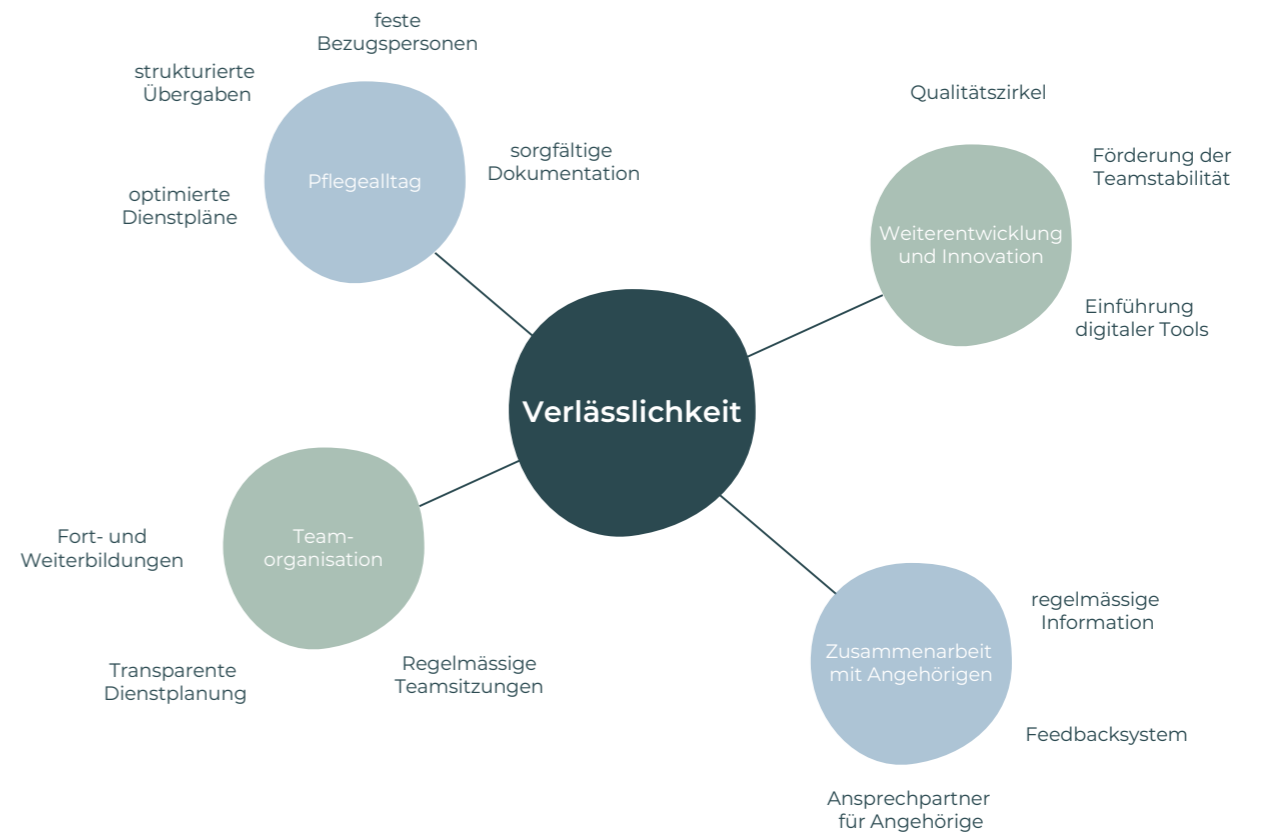 feste
Bezugspersonen
strukturierte
Übergaben
sorgfältige
Dokumentation
Pflegealltag
optimierte
Dienstpläne
Qualitätszirkel
Förderung der
Teamstabilität
Weiterentwicklung
und Innovation
Einführung
digitaler Tools
Verlässlichkeit
Fort- und
Weiterbildungen
Team-
organisation
Transparente
Dienstplanung
Regelmässige
Teamsitzungen
regelmässige
Information
Zusammenarbeit
mit Angehörigen
Feedbacksystem
Ansprechpartner
für Angehörige